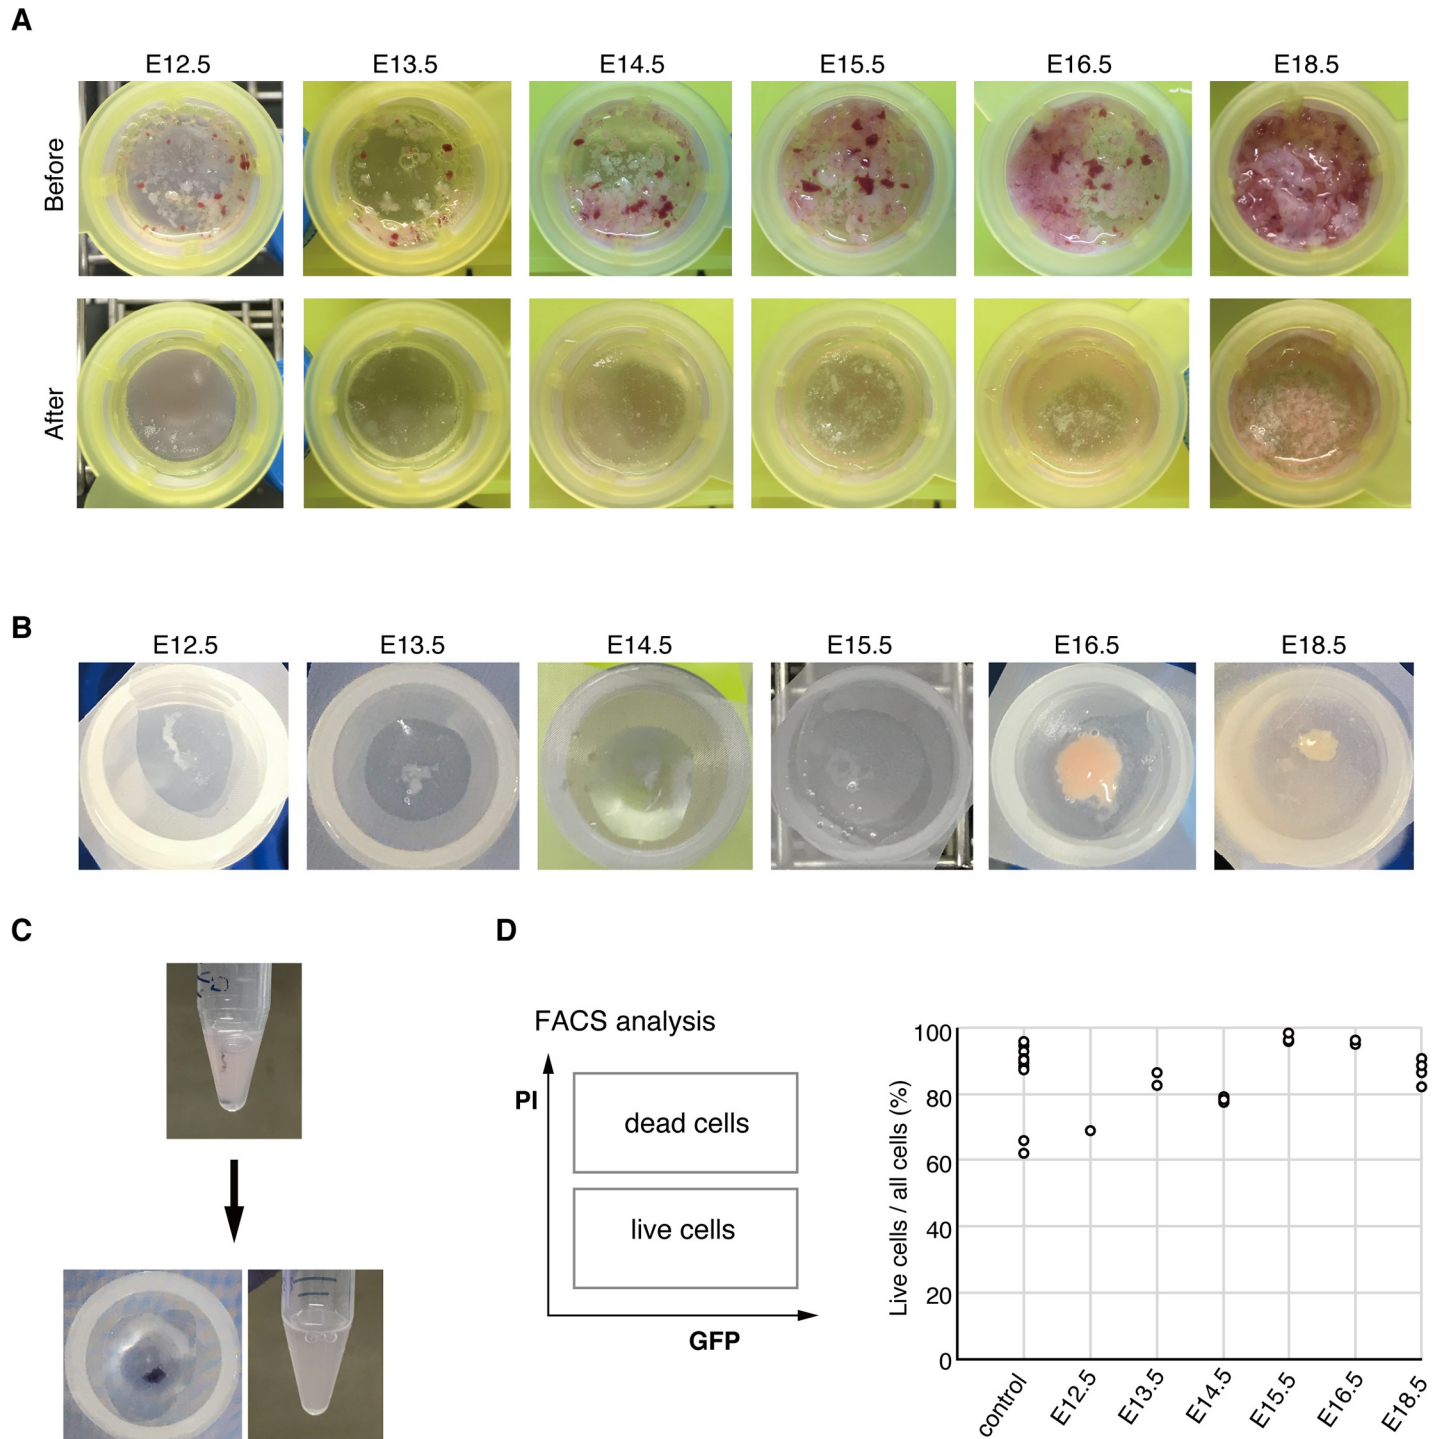 A
E12.5 E13.5 E14.5 E15.5 E16.5 E18.5
Before
After
B
E12.5 E13.5 E14.5 E15.5 E16.5 E18.5
C
D
FACS analysis
PI
dead cells
live cells
GFP
Live cells / all cells (%)
100
80
60
40
20
0
control E12.5 E13.5 E14.5 E15.5 E16.5 E18.5